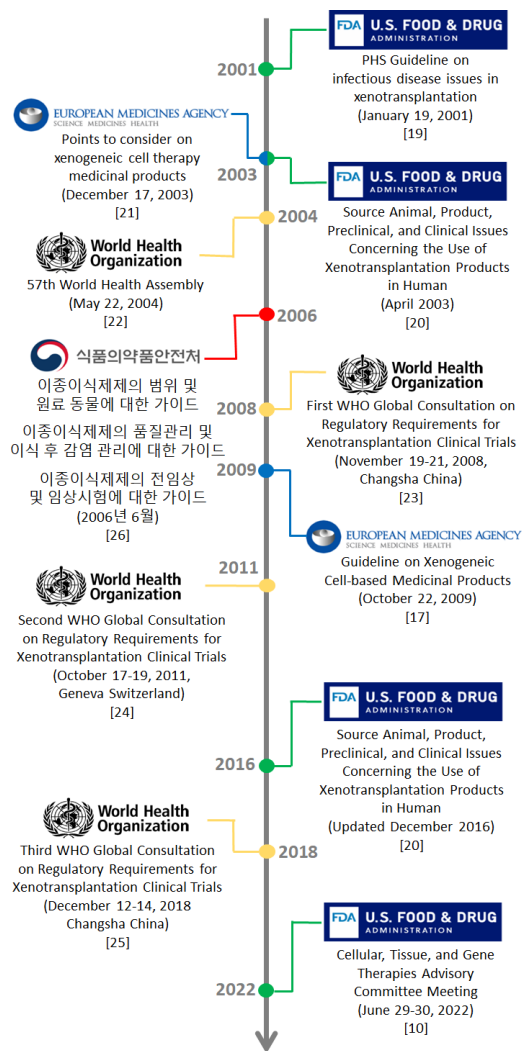 FDA U.S. FOOD & DRUG
ADMINISTRATION
2001
PHS Guideline on
infectious disease issues in
xenotransplantation
(January 19, 2001)
[19]
EUROPEAN MEDICINES AGENCY
SCIENCE MEDICINES HEALTH
Points to consider on
xenogeneic cell therapy
medicinal products
(December 17, 2003)
[21]
2003
FDA U.S. FOOD & DRUG
ADMINISTRATION
Source Animal, Product,
Preclinical, and Clinical Issues
Concerning the Use of
Xenotransplantation Products
in Human
(April 2003)
[20]
2004
World Health
Organization
57th World Health Assembly
(May 22, 2004)
[22]
2006
식품의약품안전처
이종이식제제의 범위 및
원료 동물에 대한 가이드
이종이식제제의 품질관리 및
이식 후 감염 관리에 대한 가이드
이종이식제제의 전임상
및 임상시험에 대한 가이드
(2006년 6월)
[26]
2008
World Health
Organization
First WHO Global Consultation on
Regulatory Requirements for
Xenotransplantation Clinical Trials
(November 19-21, 2008,
Changsha China)
[23]
2009
EUROPEAN MEDICINES AGENCY
SCIENCE MEDICINES HEALTH
Guideline on Xenogeneic
Cell-based Medicinal Products
(October 22, 2009)
[17]
2011
World Health
Organization
Second WHO Global Consultation
on Regulatory Requirements for
Xenotransplantation Clinical Trials
(October 17-19, 2011,
Geneva Switzerland)
[24]
FDA U.S. FOOD & DRUG
ADMINISTRATION
2016
Source Animal, Product,
Preclinical, and Clinical Issues
Concerning the Use of
Xenotransplantation Products
in Human
(Updated December 2016)
[20]
World Health
Organization
2018
Third WHO Global Consultation
on Regulatory Requirements for
Xenotransplantation Clinical Trials
(December 12-14, 2018
Changsha China)
[25]
FDA U.S. FOOD & DRUG
ADMINISTRATION
2022
Cellular, Tissue, and Gene
Therapies Advisory
Committee Meeting
(June 29-30, 2022)
[10]